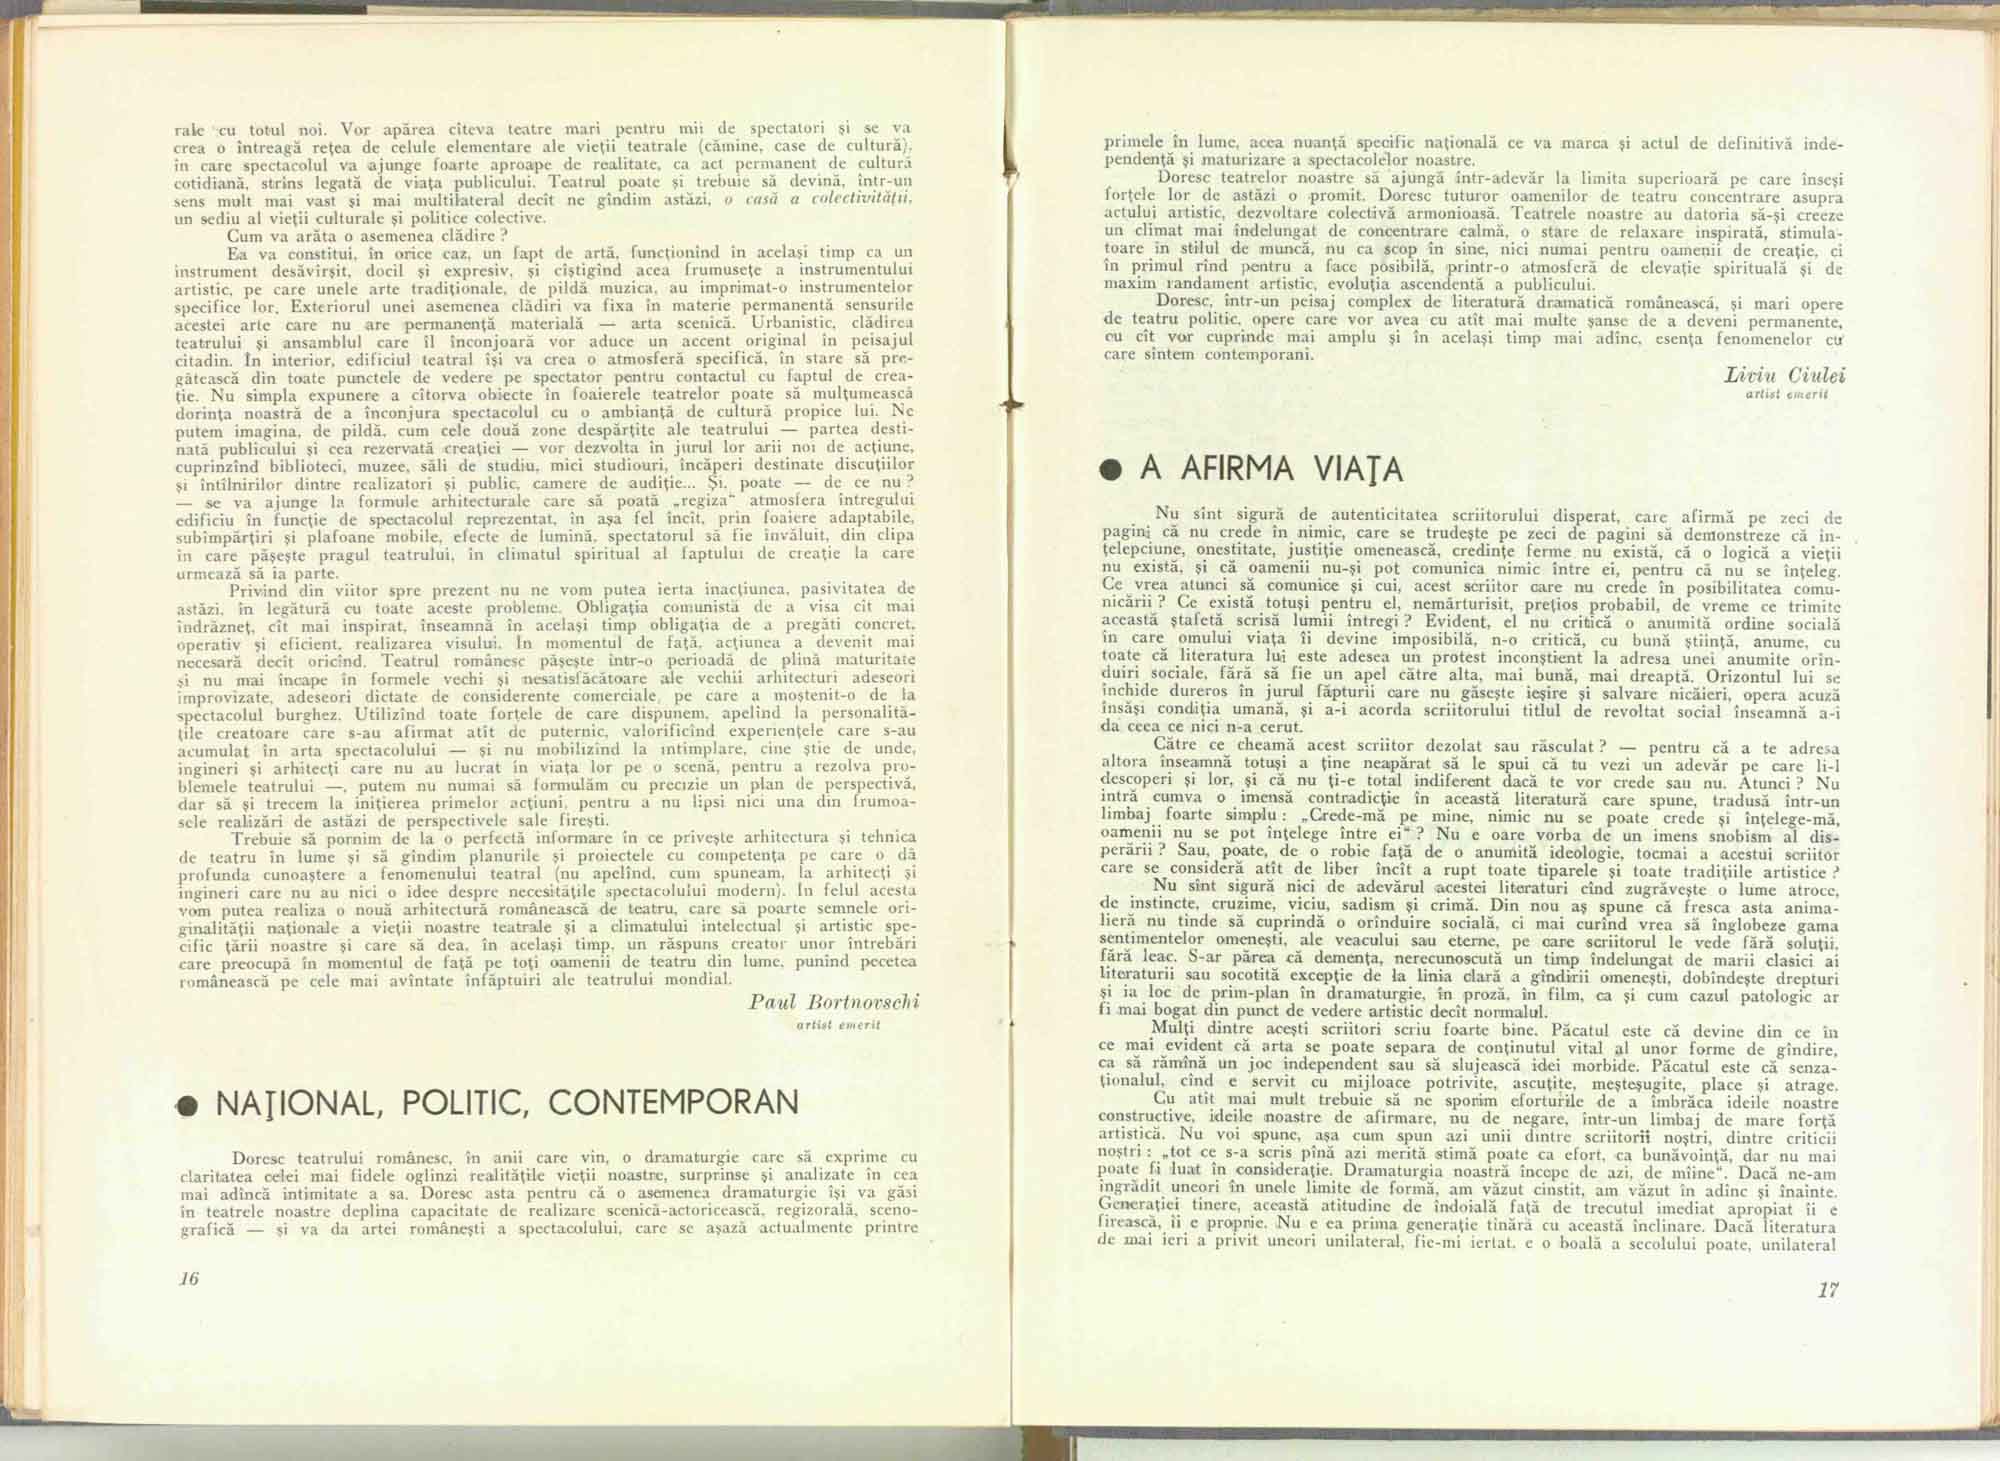 rale cu totul noi. Vor apărea cîteva teatre mari pentru mii de spectatori și se va
crea o întreagă rețea de celule elementare ale vieții teatrale (cămine, case de cultură),
în care spectacolul va ajunge foarte aproape de realitate, ca act permanent de cultură
cotidiană, strîns legată de viața publicului. Teatrul poate și trebuie să devină, într-un
sens mult mai vast și mai multilateral decît ne gîndim astăzi, o casă a colectivității,
un sediu al vieții culturale și politice colective.
Cum va arăta o asemenea clădire ?
Ea va constitui, în orice caz, un fapt de artă, funcționînd în același timp ca un
instrument desăvîrșit, docil și expresiv, și cîștigînd acea frumusețe a instrumentului
artistic, pe care unele arte tradiționale, de pildă muzica, au imprimat-o instrumentelor
specifice lor. Exteriorul unei asemenea clădiri va fixa în materie permanentă sensurile
acestei arte care nu are permanență materială — arta scenică. Urbanistic, clădirea
teatrului și ansamblul care îl înconjoară vor aduce un accent original în peisajul
citadin. În interior, edificiul teatral își va crea o atmosferă specifică, în stare să pre-
gătească din toate punctele de vedere pe spectator pentru contactul cu faptul de crea-
ție. Nu simpla expunere a cîtorva obiecte în foaierele teatrelor poate să mulțumească
dorința noastră de a înconjura spectacolul cu o ambianță de cultură propice lui. Ne
putem imagina, de pildă, cum cele două zone despărțite ale teatrului — partea desti-
nată publicului și cea rezervată creației — vor dezvolta în jurul lor arii noi de acțiune,
cuprinzînd biblioteci, muzee, săli de studiu, mici studiouri, încăperi destinate discuțiilor
și întîlnirilor dintre realizatori și public, camere de audiție... Și, poate — de ce nu ?
— se va ajunge la formule arhitecturale care să poată „regiza“ atmosfera întregului
edificiu în funcție de spectacolul reprezentat, în așa fel încît, prin foaiere adaptabile,
subîmpărțiri și plafoane mobile, efecte de lumină, spectatorul să fie învăluit, din clipa
în care pășește pragul teatrului, în climatul spiritual al faptului de creație la care
urmează să ia parte.
Privind din viitor spre prezent nu ne vom putea ierta inacțiunea, pasivitatea de
astăzi, în legătură cu toate aceste probleme. Obligația comunistă de a visa cît mai
îndrăzneț, cît mai inspirat, înseamnă în același timp obligația de a pregăti concret,
operativ și eficient, realizarea visului. In momentul de față, acțiunea a devenit mai
necesară decît oricînd. Teatrul românesc pășește într-o perioadă de plină maturitate
și nu mai încape în formele vechi și nesatisfăcătoare ale vechii arhitecturi adeseori
improvizate, adeseori dictate de considerente comerciale, pe care a moștenit-o de la
spectacolul burghez. Utilizînd toate forțele de care dispunem, apelînd la personalită-
țile creatoare care s-au afirmat atît de puternic, valorificînd experiențele care s-au
acumulat în arta spectacolului — și nu mobilizînd la întîmplare, cine știe de unde,
ingineri și arhitecți care nu au lucrat în viața lor pe o scenă, pentru a rezolva pro-
blemele teatrului —, putem nu numai să formulăm cu precizie un plan de perspectivă,
dar să și trecem la inițierea primelor acțiuni, pentru a nu lipsi nici una din frumoa-
sele realizări de astăzi de perspectivele sale firești.
Trebuie să pornim de la o perfectă informare în ce privește arhitectura și tehnica
de teatru în lume și să gîndim planurile și proiectele cu competența pe care o dă
profunda cunoaștere a fenomenului teatral (nu apelînd, cum spuneam, la arhitecți și
ingineri care nu au nici o idee despre necesitățile spectacolului modern). In felul acesta
vom putea realiza o nouă arhitectură românească de teatru, care să poarte semnele ori-
ginalității naționale a vieții noastre teatrale și a climatului intelectual și artistic spe-
cific țării noastre și care să dea, în același timp, un răspuns creator unor întrebări
care preocupă în momentul de față pe toți oamenii de teatru din lume, punînd pecetea
românească pe cele mai avîntate înfăptuiri ale teatrului mondial.
Paul Bortnovschi
artist emerit
● NAȚIONAL, POLITIC, CONTEMPORAN
Doresc teatrului românesc, în anii care vin, o dramaturgie care să exprime cu
claritatea celei mai fidele oglinzi realitățile vieții noastre, surprinse și analizate în cea
mai adîncă intimitate a sa. Doresc asta pentru că o asemenea dramaturgie își va găsi
în teatrele noastre deplina capacitate de realizare scenică-actoricească, regizorală, sceno-
grafică — și va da artei românești a spectacolului, care se așază actualmente printre
16
primele în lume, acea nuanță specific națională ce va marca și actul de definitivă inde-
pendență și maturizare a spectacolelor noastre.
Doresc teatrelor noastre să ajungă într-adevăr la limita superioară pe care înseși
forțele lor de astăzi o promit. Doresc tuturor oamenilor de teatru concentrare asupra
actului artistic, dezvoltare colectivă armonioasă. Teatrele noastre au datoria să-și creeze
un climat mai îndelungat de concentrare calmă, o stare de relaxare inspirată, stimula-
toare în stilul de muncă, nu ca scop în sine, nici numai pentru oamenii de creație, ci
în primul rînd pentru a face posibilă, printr-o atmosferă de elevație spirituală și de
maxim randament artistic, evoluția ascendentă a publicului.
Doresc, într-un peisaj complex de literatură dramatică românească, și mari opere
de teatru politic, opere care vor avea cu atît mai multe șanse de a deveni permanente,
cu cît vor cuprinde mai amplu și în același timp mai adînc, esența fenomenelor cu
care sîntem contemporani.
Liviu Ciulei
artist emerit
● A AFIRMA VIAȚA
Nu sînt sigură de autenticitatea scriitorului disperat, care afirmă pe zeci de
pagini că nu crede în nimic, care se trudește pe zeci de pagini să demonstreze că în-
țelepciune, onestitate, justiție omenească, credințe ferme nu există, că o logică a vieții
nu există, și că oamenii nu-și pot comunica nimic între ei, pentru că nu se înțeleg.
Ce vrea atunci să comunice și cui, acest scriitor care nu crede în posibilitatea comu-
nicării ? Ce există totuși pentru el, nemărturisit, prețios probabil, de vreme ce trimite
această ștafetă scrisă lumii întregi ? Evident, el nu critică o anumită ordine socială
în care omului viața îi devine imposibilă, n-o critică, cu bună știință, anume, cu
toate că literatura lui este adesea un protest inconștient la adresa unei anumite orîn-
duiri sociale, fără să fie un apel către alta, mai bună, mai dreaptă. Orizontul lui se
închide dureros în jurul făpturii care nu găsește ieșire și salvare nicăieri, opera acuză
însăși condiția umană, și a-i acorda scriitorului titlul de revoltat social înseamnă a-i
da ceea ce nici n-a cerut.
Către ce cheamă acest scriitor dezolat sau răsculat ? — pentru că a te adresa
altora înseamnă totuși a ține neapărat să le spui că tu vezi un adevăr pe care li-l
descoperi și lor, și că nu ți-e total indiferent dacă te vor crede sau nu. Atunci ? Nu
intră cumva o imensă contradicție în această literatură care spune, tradusă într-un
limbaj foarte simplu : „Crede-mă pe mine, nimic nu se poate crede și înțelege-mă,
oamenii nu se pot înțelege între ei“ ? Nu e oare vorba de un imens snobism al dis-
perării ? Sau, poate, de o robie față de o anumită ideologie, tocmai a acestui scriitor
care se consideră atît de liber încît a rupt toate tiparele și toate tradițiile artistice ?
Nu sînt sigură nici de adevărul acestei literaturi cînd zugrăvește o lume atroce,
de instincte, cruzime, viciu, sadism și crimă. Din nou aș spune că fresca asta anima-
lieră nu tinde să cuprindă o orînduire socială, ci mai curînd vrea să înglobeze gama
sentimentelor omenești, ale veacului sau eterne, pe care scriitorul le vede fără soluții,
fără leac. S-ar părea că demența, nerecunoscută un timp îndelungat de marii clasici ai
literaturii sau socotită excepție de la linia clară a gîndirii omenești, dobîndește drepturi
și ia loc de prim-plan în dramaturgie, în proză, în film, ca și cum cazul patologic ar
fi mai bogat din punct de vedere artistic decît normalul.
Mulți dintre acești scriitori scriu foarte bine. Păcatul este că devine din ce în
ce mai evident că arta se poate separa de conținutul vital al unor forme de gîndire,
ca să rămînă un joc independent sau să slujească idei morbide. Păcatul este că senza-
ționalul, cînd e servit cu mijloace potrivite, ascuțite, meșteșugite, place și atrage.
Cu atît mai mult trebuie să ne sporim eforturile de a îmbrăca ideile noastre
constructive, ideile noastre de afirmare, nu de negare, într-un limbaj de mare forță
artistică. Nu voi spune, așa cum spun azi unii dintre scriitorii noștri, dintre criticii
noștri : „tot ce s-a scris pînă azi merită stimă poate ca efort, ca bunăvoință, dar nu mai
poate fi luat în considerație. Dramaturgia noastră începe de azi, de mîine“. Dacă ne-am
îngrădit uneori în unele limite de formă, am văzut cinstit, am văzut în adînc și înainte.
Generației tinere, această atitudine de îndoială față de trecutul imediat apropiat îi e
firească, îi e proprie. Nu e ea prima generație tînără cu această înclinare. Dacă literatura
de mai ieri a privit uneori unilateral, fie-mi iertat, e o boală a secolului poate, unilateral
17